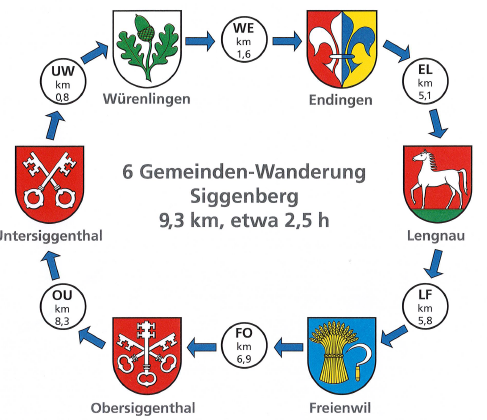 WE
km
1,6
UW
km
0,8
Würenlingen
Endingen
EL
km
5,1
6 Gemeinden-Wanderung
Siggenberg
9,3 km, etwa 2,5 h
Untersiggenthal
Lengnau
OU
km
8,3
FO
km
6,9
LF
km
5,8
Obersiggenthal
Freienwil